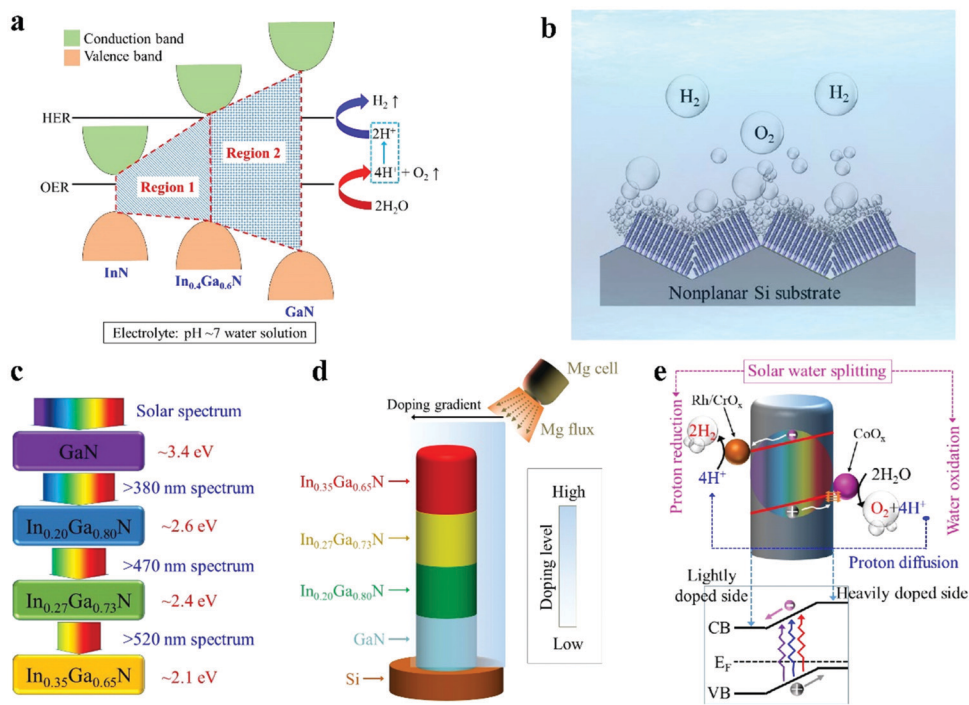 a
Conduction band
Valence band
HER
OER
Region 1
Region 2
H₂ ↑
2H⁺
4H⁺ + O₂ ↑
2H₂O
InN
In₀.₄Ga₀.₆N
GaN
Electrolyte: pH ~7 water solution
b
H₂
H₂
O₂
Nonplanar Si substrate
c
Solar spectrum
GaN
~3.4 eV
>380 nm spectrum
In₀.₂₀Ga₀.₈₀N
~2.6 eV
>470 nm spectrum
In₀.₂₇Ga₀.₇₃N
~2.4 eV
>520 nm spectrum
In₀.₃₅Ga₀.₆₅N
~2.1 eV
d
Mg cell
Doping gradient
Mg flux
In₀.₃₅Ga₀.₆₅N
In₀.₂₇Ga₀.₇₃N
In₀.₂₀Ga₀.₈₀N
GaN
Si
High
Doping level
Low
e
Solar water splitting
Proton reduction
Rh/CrOₓ
2H₂
4H⁺
CoOₓ
2H₂O
O₂+4H⁺
Water oxidation
Proton diffusion
Lightly
doped side
Heavily doped side
CB
E_F
VB